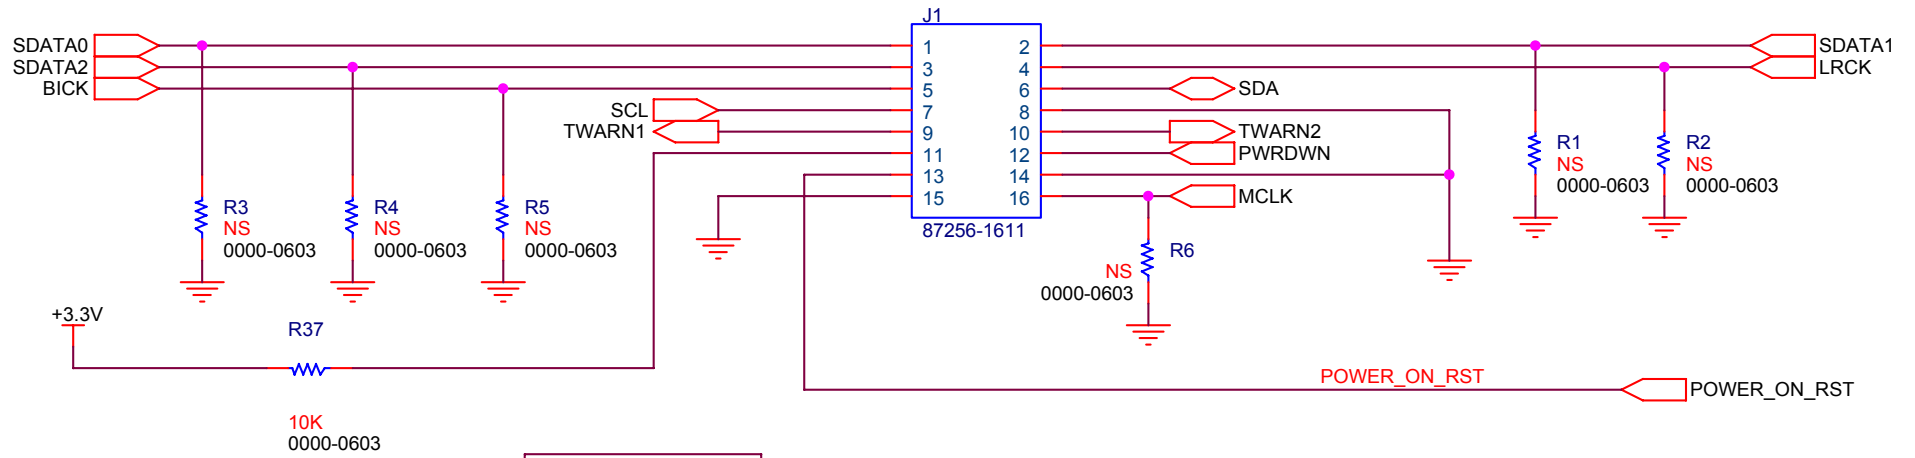 J1
SDATA0
1
2
SDATA1
SDATA2
3
4
LRCK
BICK
5
6
SDA
SCL
7
8
TWARN1
9
10
TWARN2
11
12
PWRDWN
13
14
15
16
MCLK
87256-1611
R1
NS
0000-0603
R2
NS
0000-0603
R3
NS
0000-0603
R4
NS
0000-0603
R5
NS
0000-0603
R6
NS
0000-0603
+3.3V
R37
10K
0000-0603
POWER_ON_RST
POWER_ON_RST